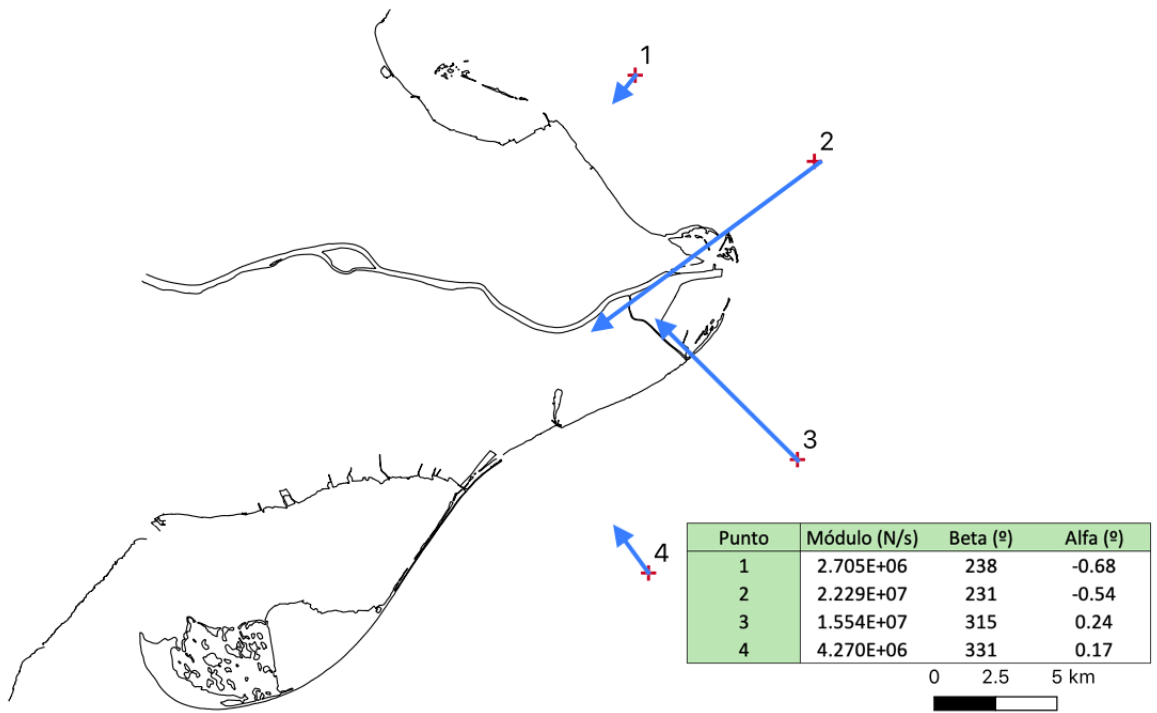 1
2
3
4
Punto Módulo (N/s) Beta (º) Alfa (º)
1 2.705E+06 238 -0.68
2 2.229E+07 231 -0.54
3 1.554E+07 315 0.24
4 4.270E+06 331 0.17
0 2.5 5 km